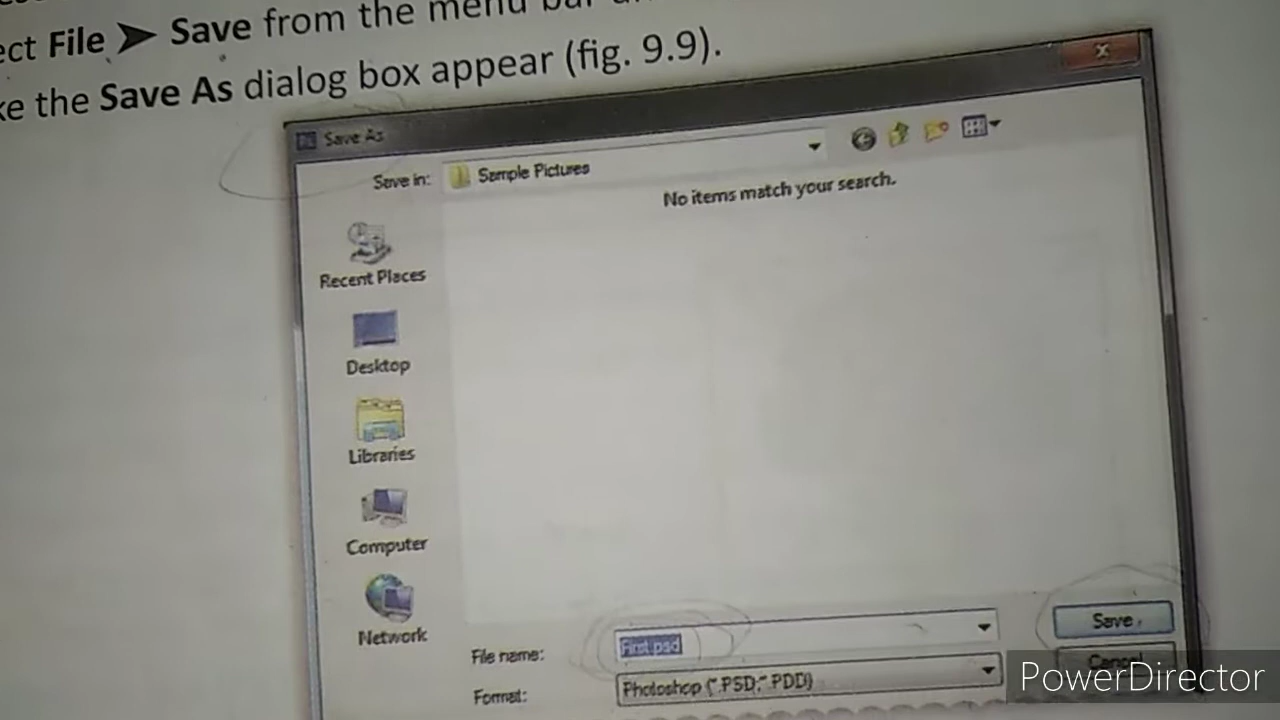 ect File ➤ Save from the menu bar
ke the Save As dialog box appear (fig. 9.9).
Save As
Save in: Sample Pictures
No items match your search.
Recent Places
Desktop
Libraries
Computer
Network
File name: First.psd
Save
Format: Photoshop (*.PSD;*.PDD)
Cancel
PowerDirector